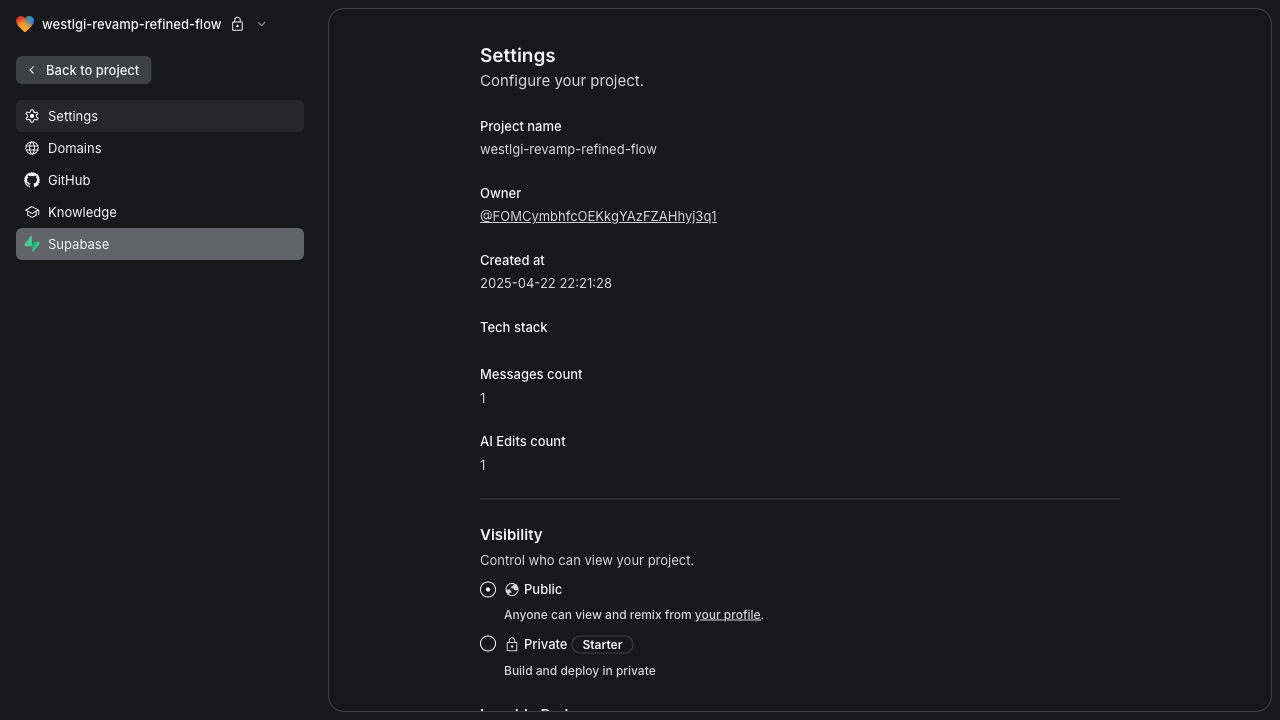 westlgi-revamp-refined-flow
Back to project
Settings
Domains
GitHub
Knowledge
Supabase
Settings
Configure your project.
Project name
westlgi-revamp-refined-flow
Owner
@FOMCymbhfcOEKkgYAzFZAHhyj3q1
Created at
2025-04-22 22:21:28
Tech stack
Messages count
1
AI Edits count
1
Visibility
Control who can view your project.
Public
Anyone can view and remix from your profile.
Private Starter
Build and deploy in private